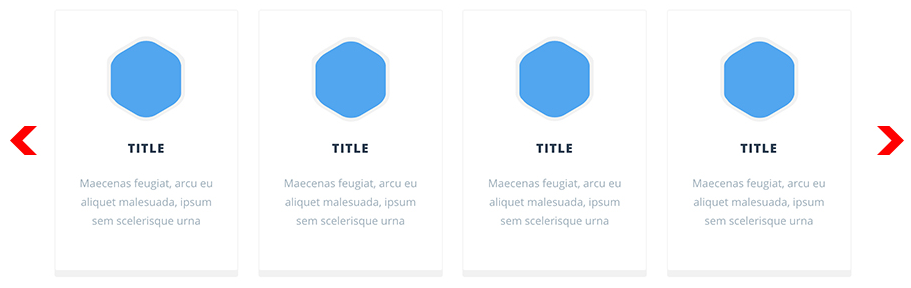 TITLE
Maecenas feugiat, arcu eu
aliquet malesuada, ipsum
sem scelerisque urna
TITLE
Maecenas feugiat, arcu eu
aliquet malesuada, ipsum
sem scelerisque urna
TITLE
Maecenas feugiat, arcu eu
aliquet malesuada, ipsum
sem scelerisque urna
TITLE
Maecenas feugiat, arcu eu
aliquet malesuada, ipsum
sem scelerisque urna